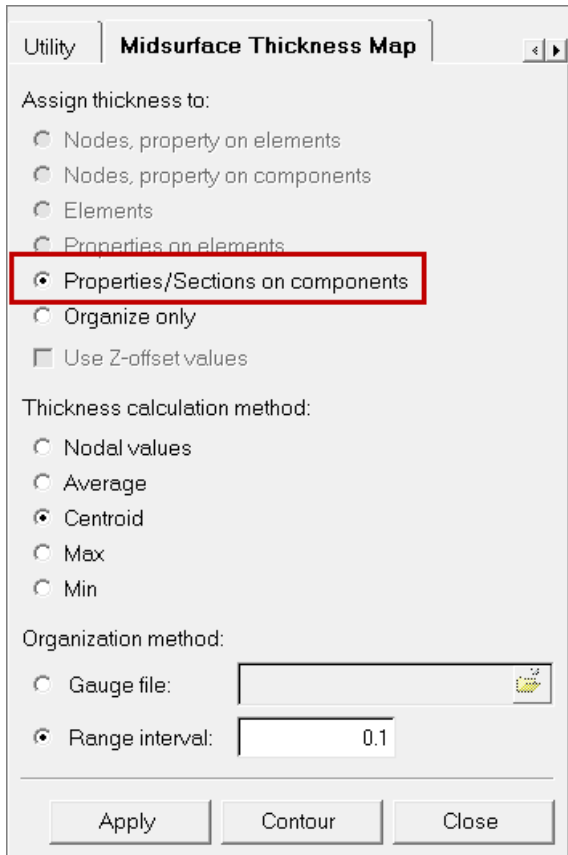 Utility Midsurface Thickness Map
Assign thickness to:
Nodes, property on elements
Nodes, property on components
Elements
Properties on elements
Properties/Sections on components
Organize only
Use Z-offset values
Thickness calculation method:
Nodal values
Average
Centroid
Max
Min
Organization method:
Gauge file:
Range interval: 0.1
Apply Contour Close